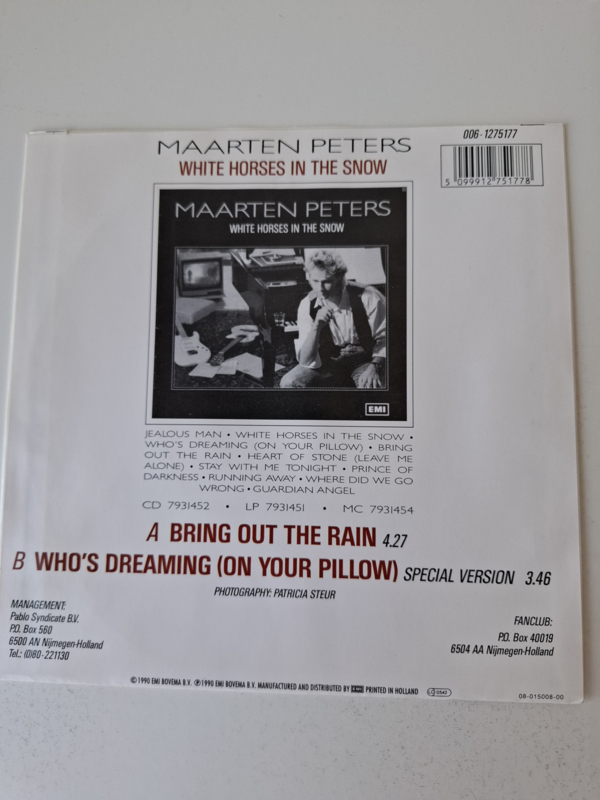 006-1275177
MAARTEN PETERS
WHITE HORSES IN THE SNOW
5 099912 751778
MAARTEN PETERS
WHITE HORSES IN THE SNOW
EMI
JEALOUS MAN • WHITE HORSES IN THE SNOW •
WHO'S DREAMING (ON YOUR PILLOW) • BRING
OUT THE RAIN • HEART OF STONE (LEAVE ME
ALONE) • STAY WITH ME TONIGHT • PRINCE OF
DARKNESS • RUNNING AWAY • WHERE DID WE GO
WRONG • GUARDIAN ANGEL
CD 7931452 • LP 7931451 • MC 7931454
A BRING OUT THE RAIN 4.27
B WHO'S DREAMING (ON YOUR PILLOW) SPECIAL VERSION 3.46
PHOTOGRAPHY: PATRICIA STEUR
MANAGEMENT:
Pablo Syndicate B.V.
P.O. Box 560
6500 AN Nijmegen-Holland
Tel.: (0)80-221130
FANCLUB:
P.O. Box 40019
6504 AA Nijmegen-Holland
© 1990 EMI BOVEMA B.V. ℗ 1990 EMI BOVEMA B.V. MANUFACTURED AND DISTRIBUTED BY EMI PRINTED IN HOLLAND
08-015008-00